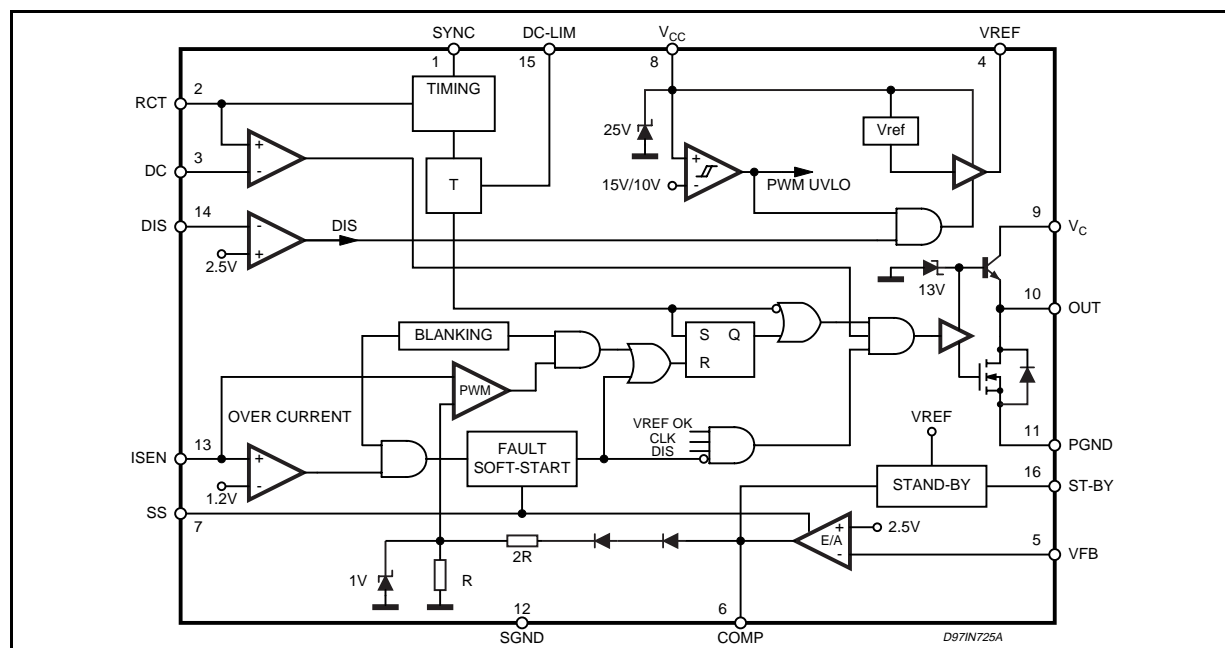 SYNC DC-LIM VCC VREF
1 15 8 4
2 TIMING
RCT
25V Vref
3 + +
DC - T 15V/10V - PWM UVLO
14 - DIS 9
DIS VC
2.5V +
13V
10
OUT
BLANKING S Q
R
PWM
OVER CURRENT VREF
VREF OK
CLK 11
13 FAULT DIS PGND
ISEN + SOFT-START STAND-BY 16
1.2V - ST-BY
SS + 2.5V
7 E/A 5
2R - VFB
1V R
12 6
SGND COMP D97IN725A